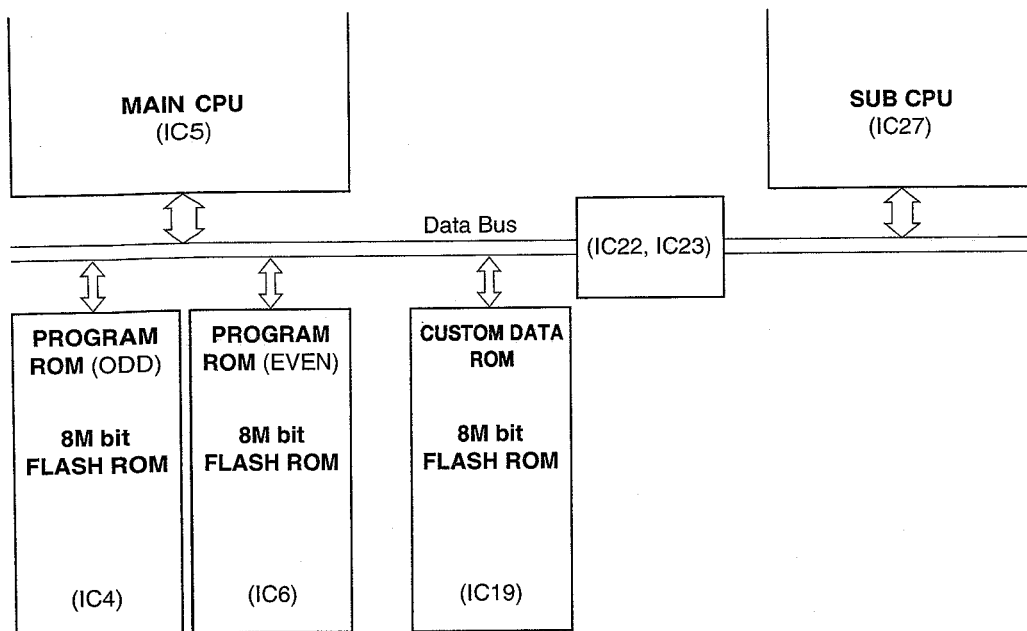 MAIN CPU
(IC5)
SUB CPU
(IC27)
Data Bus
(IC22, IC23)
PROGRAM
ROM (ODD)
8M bit
FLASH ROM
(IC4)
PROGRAM
ROM (EVEN)
8M bit
FLASH ROM
(IC6)
CUSTOM DATA
ROM
8M bit
FLASH ROM
(IC19)